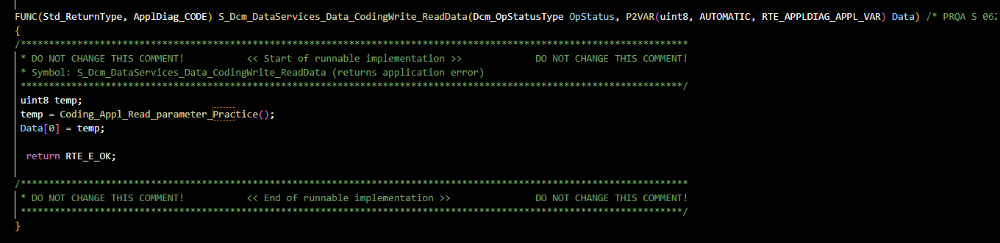 FUNC(Std_ReturnType, ApplDiag_CODE) S_Dcm_DataServices_Data_CodingWrite_ReadData(Dcm_OpStatusType OpStatus, P2VAR(uint8, AUTOMATIC, RTE_APPLDIAG_APPL_VAR) Data) /* PRQA S 062
{
/**********************************************************************************************************************
* DO NOT CHANGE THIS COMMENT! << Start of runnable implementation >> DO NOT CHANGE THIS COMMENT!
* Symbol: S_Dcm_DataServices_Data_CodingWrite_ReadData (returns application error)
*********************************************************************************************************************/
uint8 temp;
temp = Coding_Appl_Read_parameter_Practice();
Data[0] = temp;
return RTE_E_OK;
/**********************************************************************************************************************
* DO NOT CHANGE THIS COMMENT! << End of runnable implementation >> DO NOT CHANGE THIS COMMENT!
*********************************************************************************************************************/
}